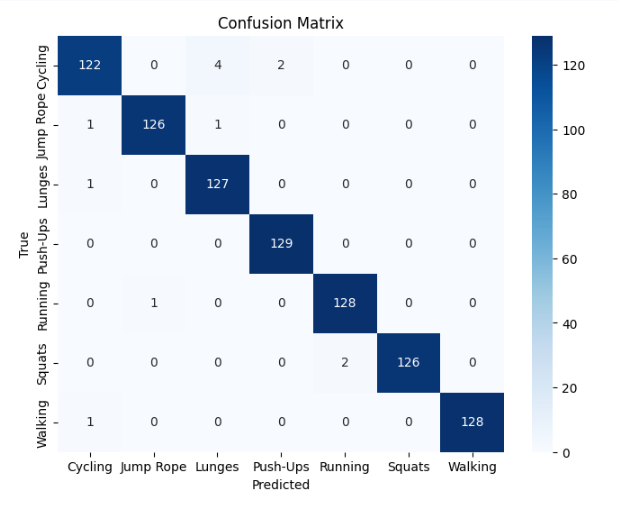 Confusion Matrix
True
Cycling 122 0 4 2 0 0 0
Jump Rope 1 126 1 0 0 0 0
Lunges 1 0 127 0 0 0 0
Push-Ups 0 0 0 129 0 0 0
Running 0 1 0 0 128 0 0
Squats 0 0 0 0 2 126 0
Walking 1 0 0 0 0 0 128
Cycling Jump Rope Lunges Push-Ups Running Squats Walking
Predicted
120
100
80
60
40
20
0